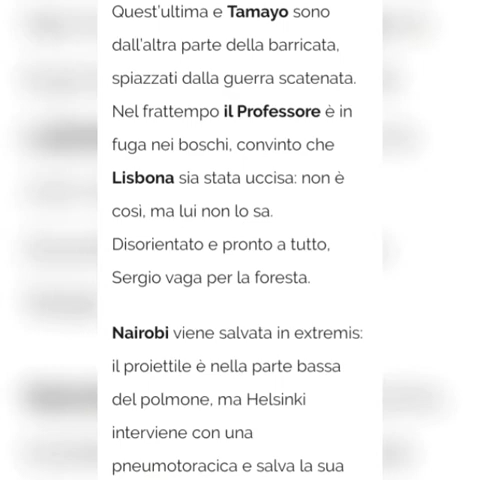 Quest'ultima e Tamayo sono
dall'altra parte della barricata,
spiazzati dalla guerra scatenata.
Nel frattempo il Professore è in
fuga nei boschi, convinto che
Lisbona sia stata uccisa: non è
così, ma lui non lo sa.
Disorientato e pronto a tutto,
Sergio vaga per la foresta.
Nairobi viene salvata in extremis:
il proiettile è nella parte bassa
del polmone, ma Helsinki
interviene con una
pneumotoracica e salva la sua